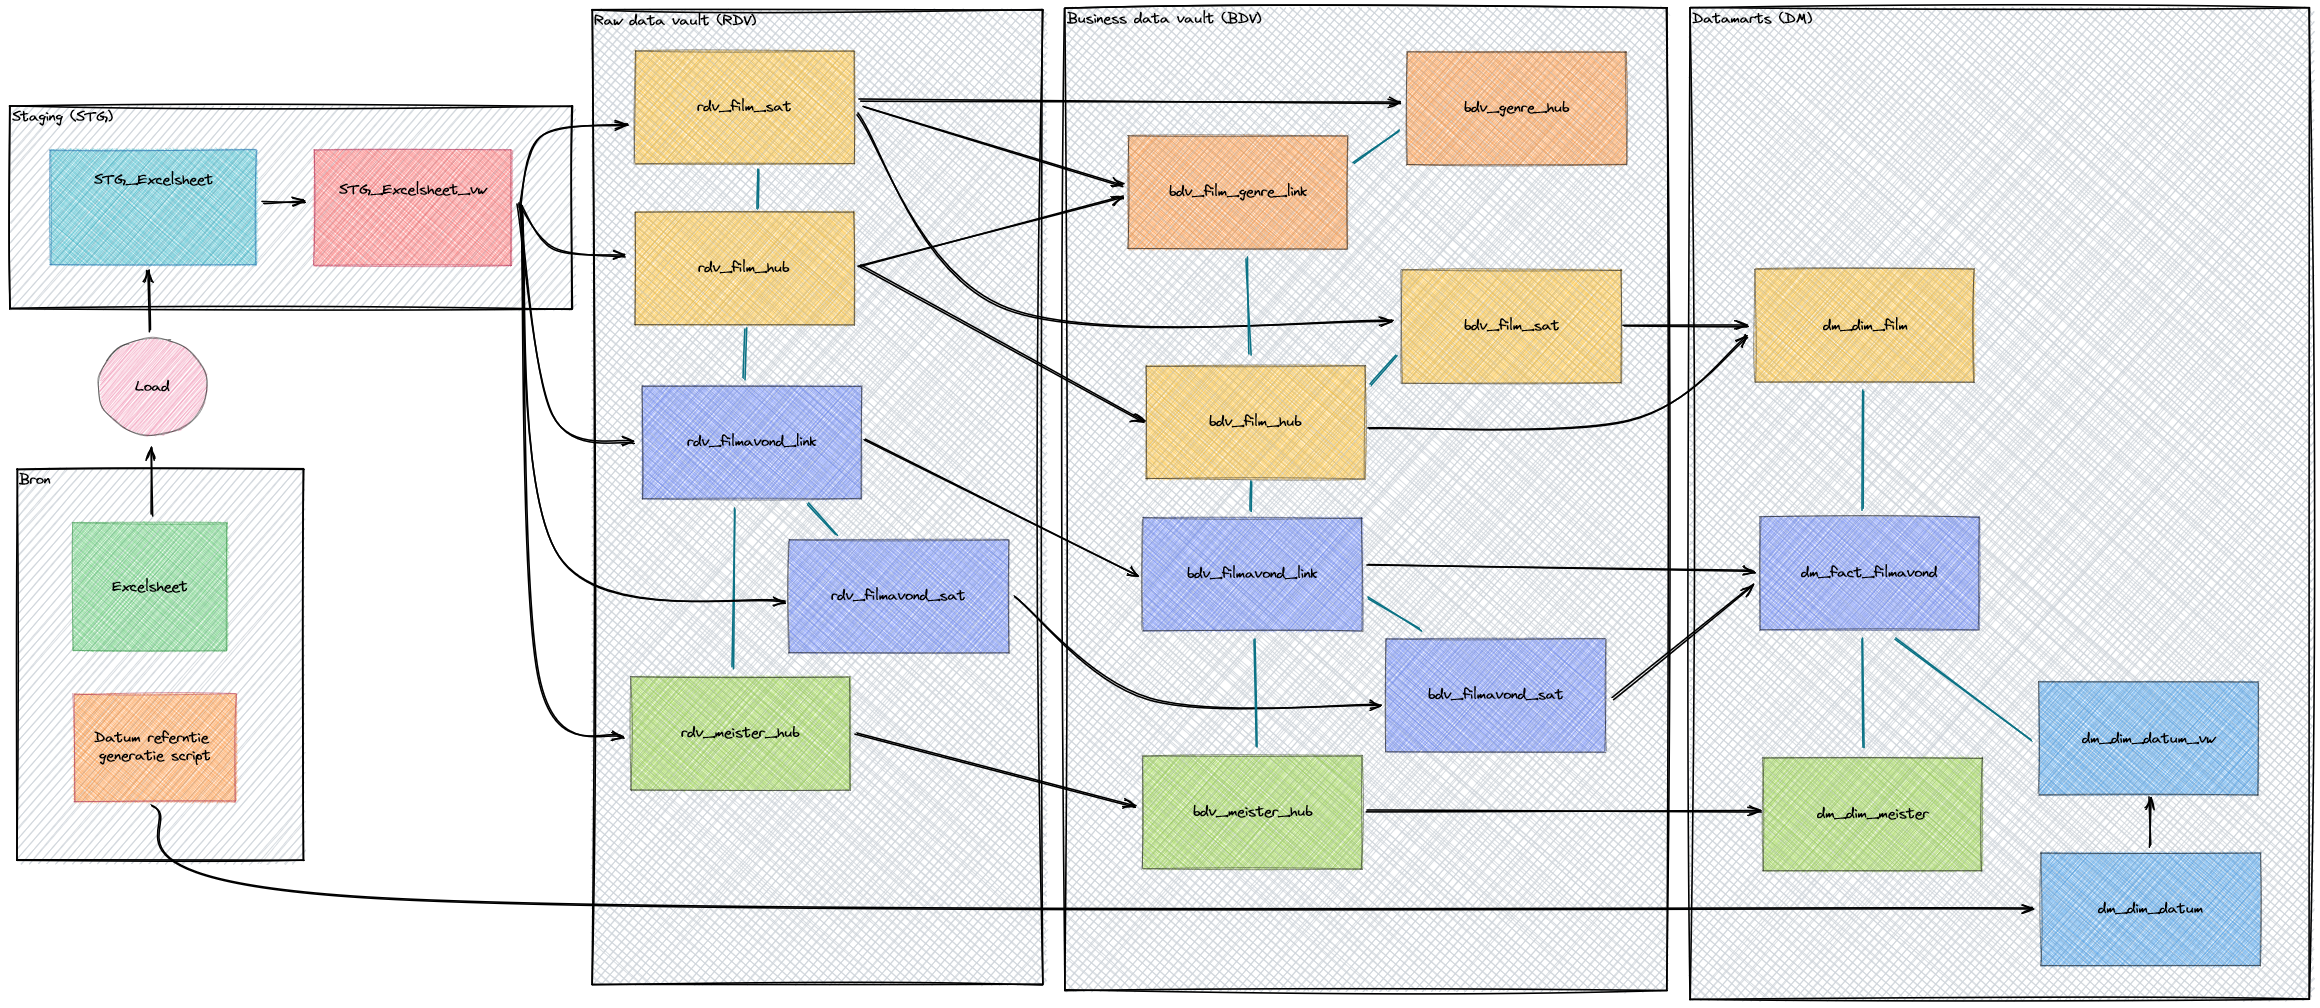 Staging (STG)
STG_Excelsheet
STG_Excelsheet_vw
Load
Bron
Excelsheet
Datum referntie
generatie script
Raw data vault (RDV)
rdv_film_sat
rdv_film_hub
rdv_filmavond_link
rdv_filmavond_sat
rdv_meister_hub
Business data vault (BDV)
bdv_genre_hub
bdv_film_genre_link
bdv_film_sat
bdv_film_hub
bdv_filmavond_link
bdv_filmavond_sat
bdv_meister_hub
Datamarts (DM)
dm_dim_film
dm_fact_filmavond
dm_dim_datum_vw
dm_dim_meister
dm_dim_datum